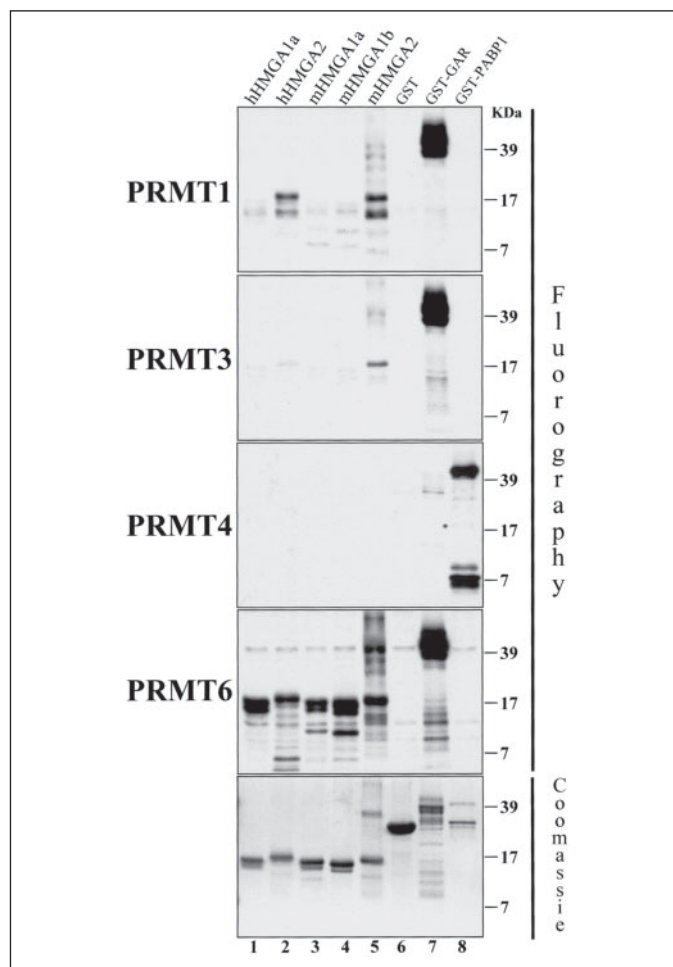 hHMGA1a
hHMGA2
mHMGA1a
mHMGA1b
mHMGA2
GST
GST-GAR
GST-PABP1
KDa
PRMT1
39
17
7
PRMT3
39
17
7
PRMT4
39
17
7
PRMT6
39
17
7
Fluorography
39
17
7
Coomassie
1 2 3 4 5 6 7 8